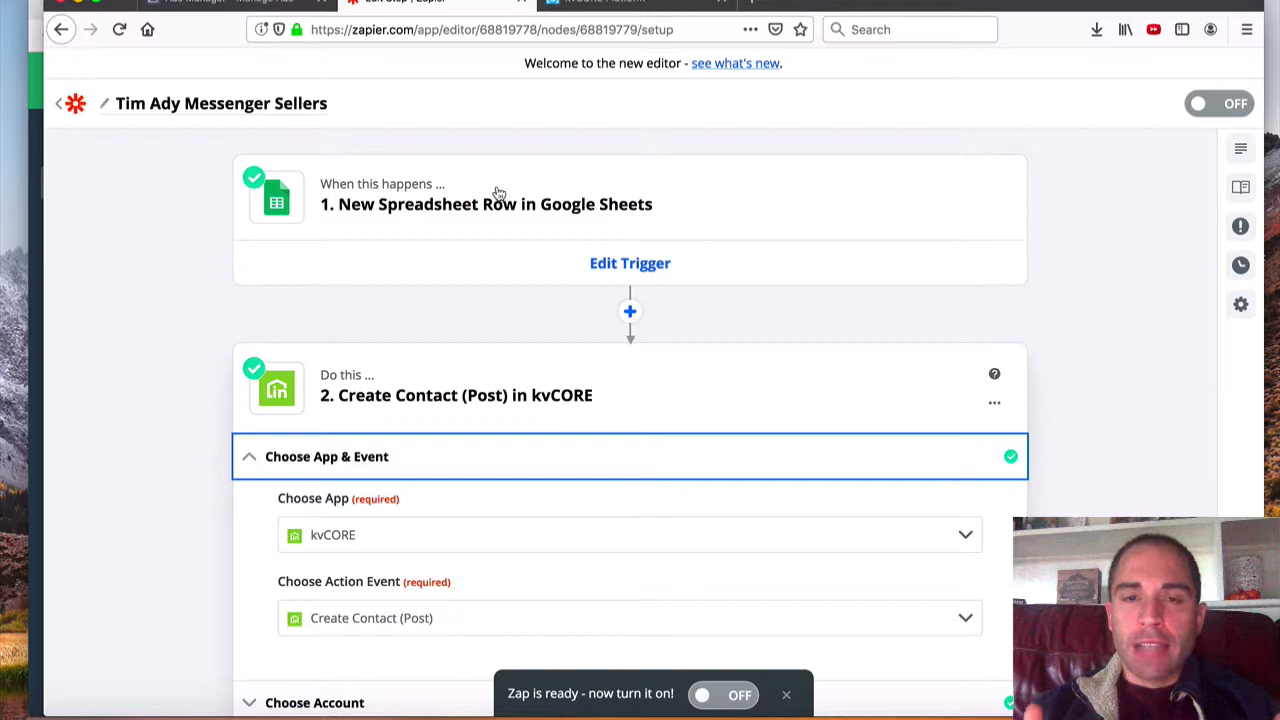 https://zapier.com/app/editor/68819778/nodes/68819779/setup
Search
Welcome to the new editor - see what's new.
Tim Ady Messenger Sellers
OFF
When this happens ...
1. New Spreadsheet Row in Google Sheets
Edit Trigger
Do this ...
2. Create Contact (Post) in kvCORE
Choose App & Event
Choose App (required)
kvCORE
Choose Action Event (required)
Create Contact (Post)
Zap is ready - now turn it on!
OFF
Choose Account